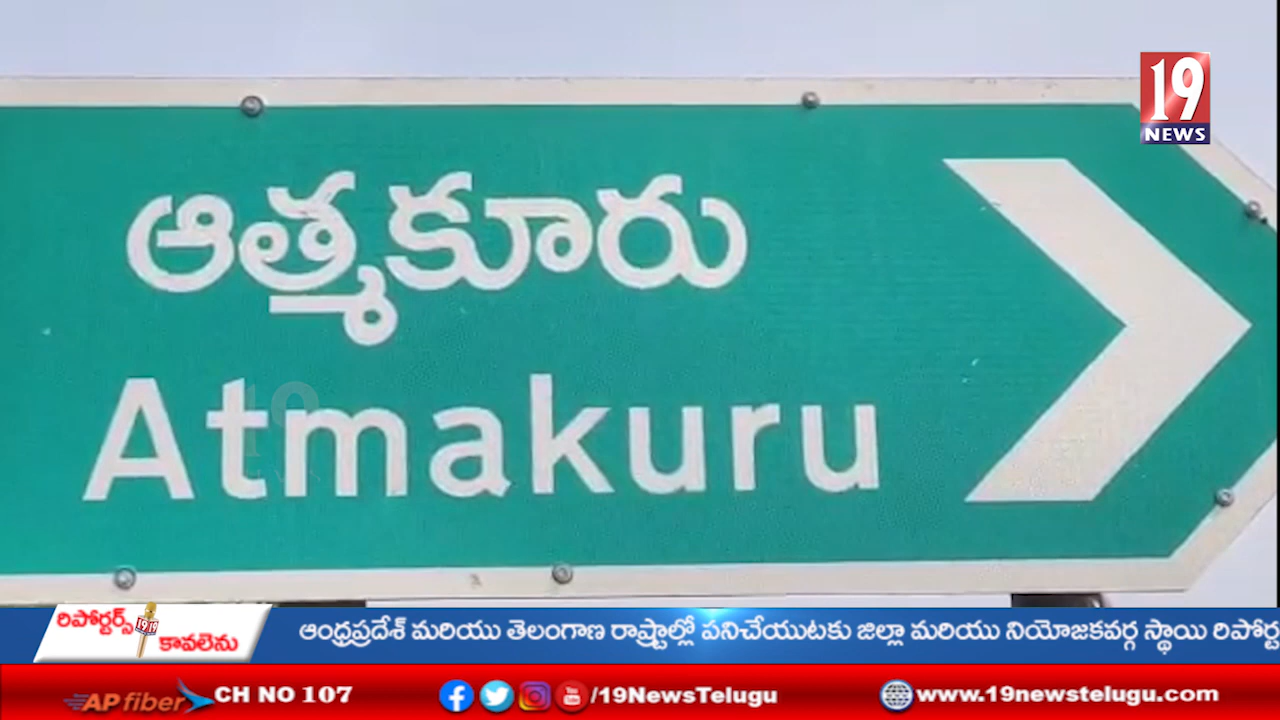 19
NEWS
ఆత్మకూరు
Atmakuru
రిపోర్టర్స్
కావలెను
ఆంధ్రప్రదేశ్ మరియు తెలంగాణ రాష్ట్రాల్లో పనిచేయుటకు జిల్లా మరియు నియోజకవర్గ స్థాయి రిపోర్ట
AP fiber CH NO 107 /19NewsTelugu www.19newstelugu.com